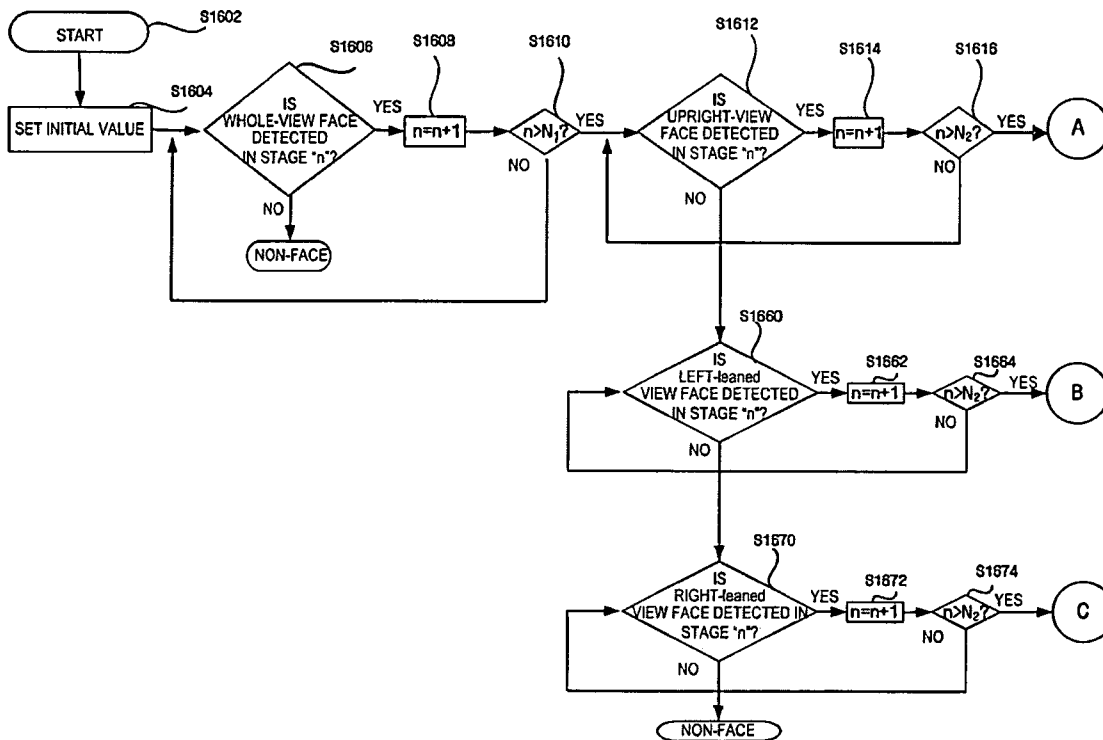 S1602
START
S1604
SET INITIAL VALUE
S1606
IS
WHOLE-VIEW FACE
DETECTED
IN STAGE "n"?
YES
NO
NON-FACE
S1608
n=n+1
S1610
n>N1?
YES
NO
S1612
IS
UPRIGHT-VIEW
FACE DETECTED
IN STAGE "n"?
YES
NO
S1614
n=n+1
S1616
n>N2?
YES
NO
A
S1660
IS
LEFT-leaned
VIEW FACE DETECTED
IN STAGE "n"?
YES
NO
S1662
n=n+1
S1664
n>N2?
YES
NO
B
S1670
IS
RIGHT-leaned
VIEW FACE DETECTED IN
STAGE "n"?
YES
NO
S1672
n=n+1
S1674
n>N2?
YES
NO
C
NON-FACE